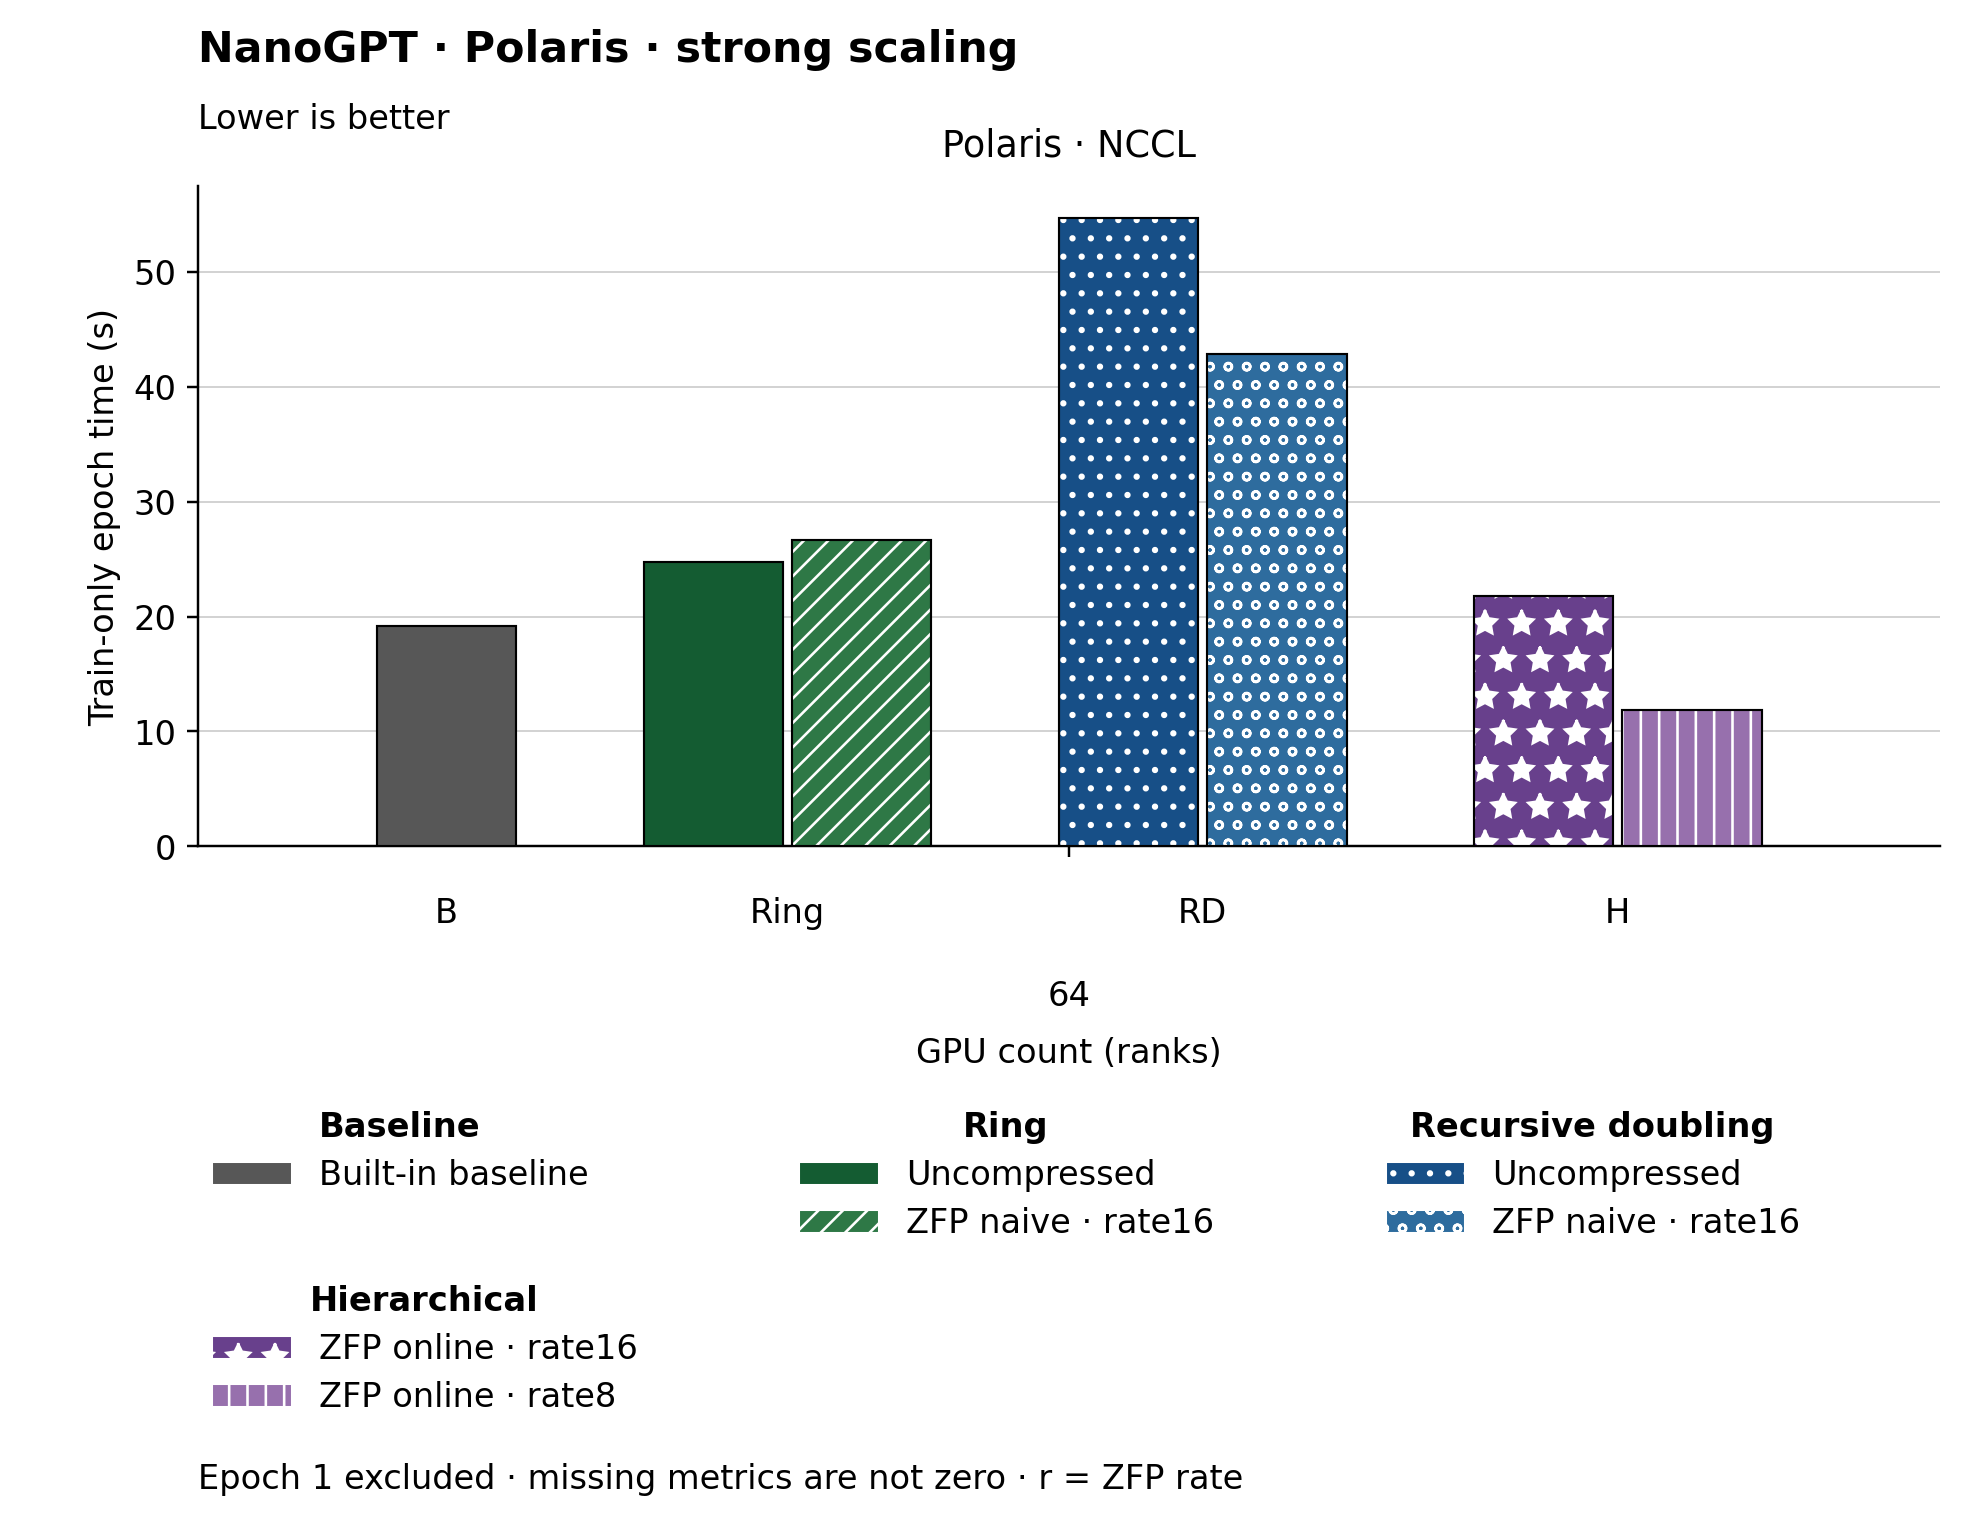 NanoGPT · Polaris · strong scaling
Lower is better
Polaris · NCCL
Train-only epoch time (s)
50
40
30
20
10
0
B Ring RD H
64
GPU count (ranks)
Baseline Ring Recursive doubling
Built-in baseline Uncompressed Uncompressed
ZFP naive · rate16 ZFP naive · rate16
Hierarchical
ZFP online · rate16
ZFP online · rate8
Epoch 1 excluded · missing metrics are not zero · r = ZFP rate